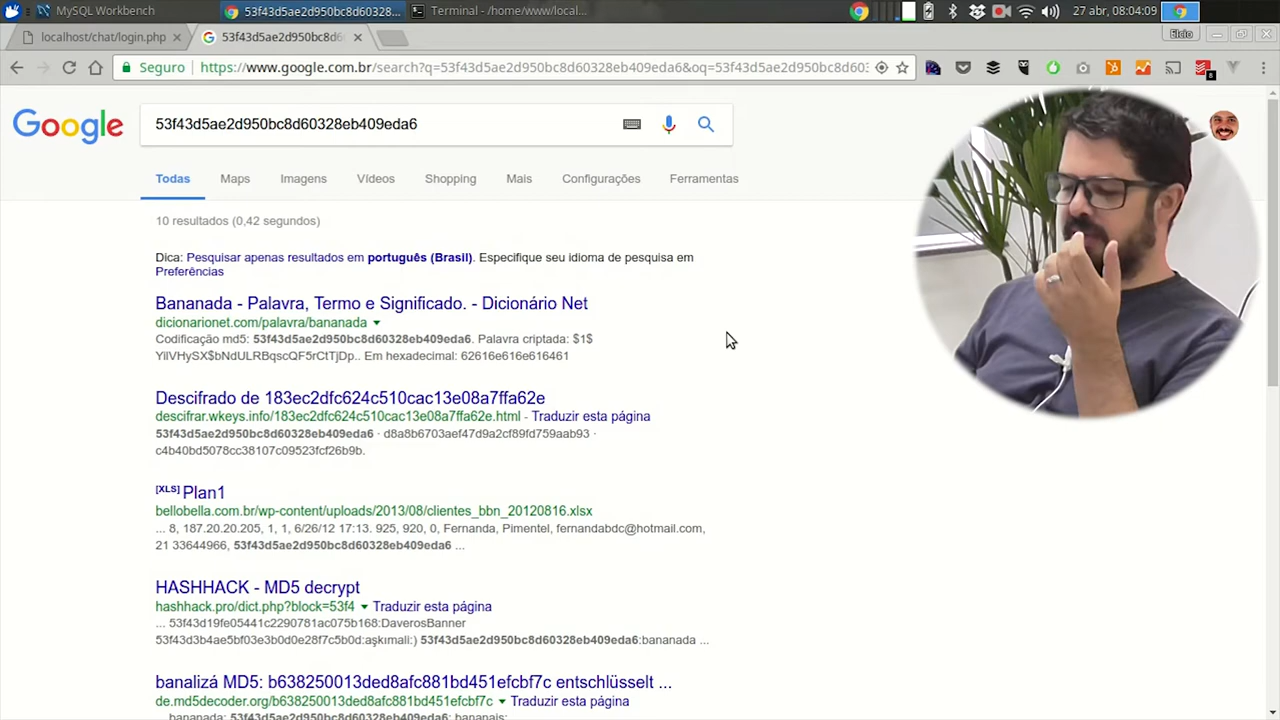 MySQL Workbench
53f43d5ae2d950bc8d60328...
Terminal - /home/www/local...
27 abr, 08:04:09
localhost/chat/login.php
53f43d5ae2d950bc8d6
Elcio
Seguro
https://www.google.com.br/search?q=53f43d5ae2d950bc8d60328eb409eda6&oq=53f43d5ae2d950bc8d603
8
Google
53f43d5ae2d950bc8d60328eb409eda6
Todas
Maps
Imagens
Vídeos
Shopping
Mais
Configurações
Ferramentas
10 resultados (0,42 segundos)
Dica: Pesquisar apenas resultados em português (Brasil). Especifique seu idioma de pesquisa em
Preferências
Bananada - Palavra, Termo e Significado. - Dicionário Net
dicionarionet.com/palavra/bananada
Codificação md5: 53f43d5ae2d950bc8d60328eb409eda6. Palavra criptada: $1$
YilVHySX$bNdULRBqscQF5rCtTjDp.. Em hexadecimal: 62616e616e616461
Descifrado de 183ec2dfc624c510cac13e08a7ffa62e
descifrar.wkeys.info/183ec2dfc624c510cac13e08a7ffa62e.html - Traduzir esta página
53f43d5ae2d950bc8d60328eb409eda6 · d8a8b6703aef47d9a2cf89fd759aab93 ·
c4b40bd5078cc38107c09523fcf26b9b.
[XLS] Plan1
bellobella.com.br/wp-content/uploads/2013/08/clientes_bbn_20120816.xlsx
... 8, 187.20.20.205, 1, 1, 6/26/12 17:13. 925, 920, 0, Fernanda, Pimentel, fernandabdc@hotmail.com,
21 33644966, 53f43d5ae2d950bc8d60328eb409eda6 ...
HASHHACK - MD5 decrypt
hashhack.pro/dict.php?block=53f4 Traduzir esta página
... 53f43d19fe05441c2290781ac075b168:DaverosBanner
53f43d3b4ae5bf03e3b0d0e28f7c5b0d:aşkımali:) 53f43d5ae2d950bc8d60328eb409eda6:bananada ...
banalizá MD5: b638250013ded8afc881bd451efcbf7c entschlüsselt ...
de.md5decoder.org/b638250013ded8afc881bd451efcbf7c Traduzir esta página
... bananada: 53f43d5ae2d950bc8d60328eb409eda6; bananais: